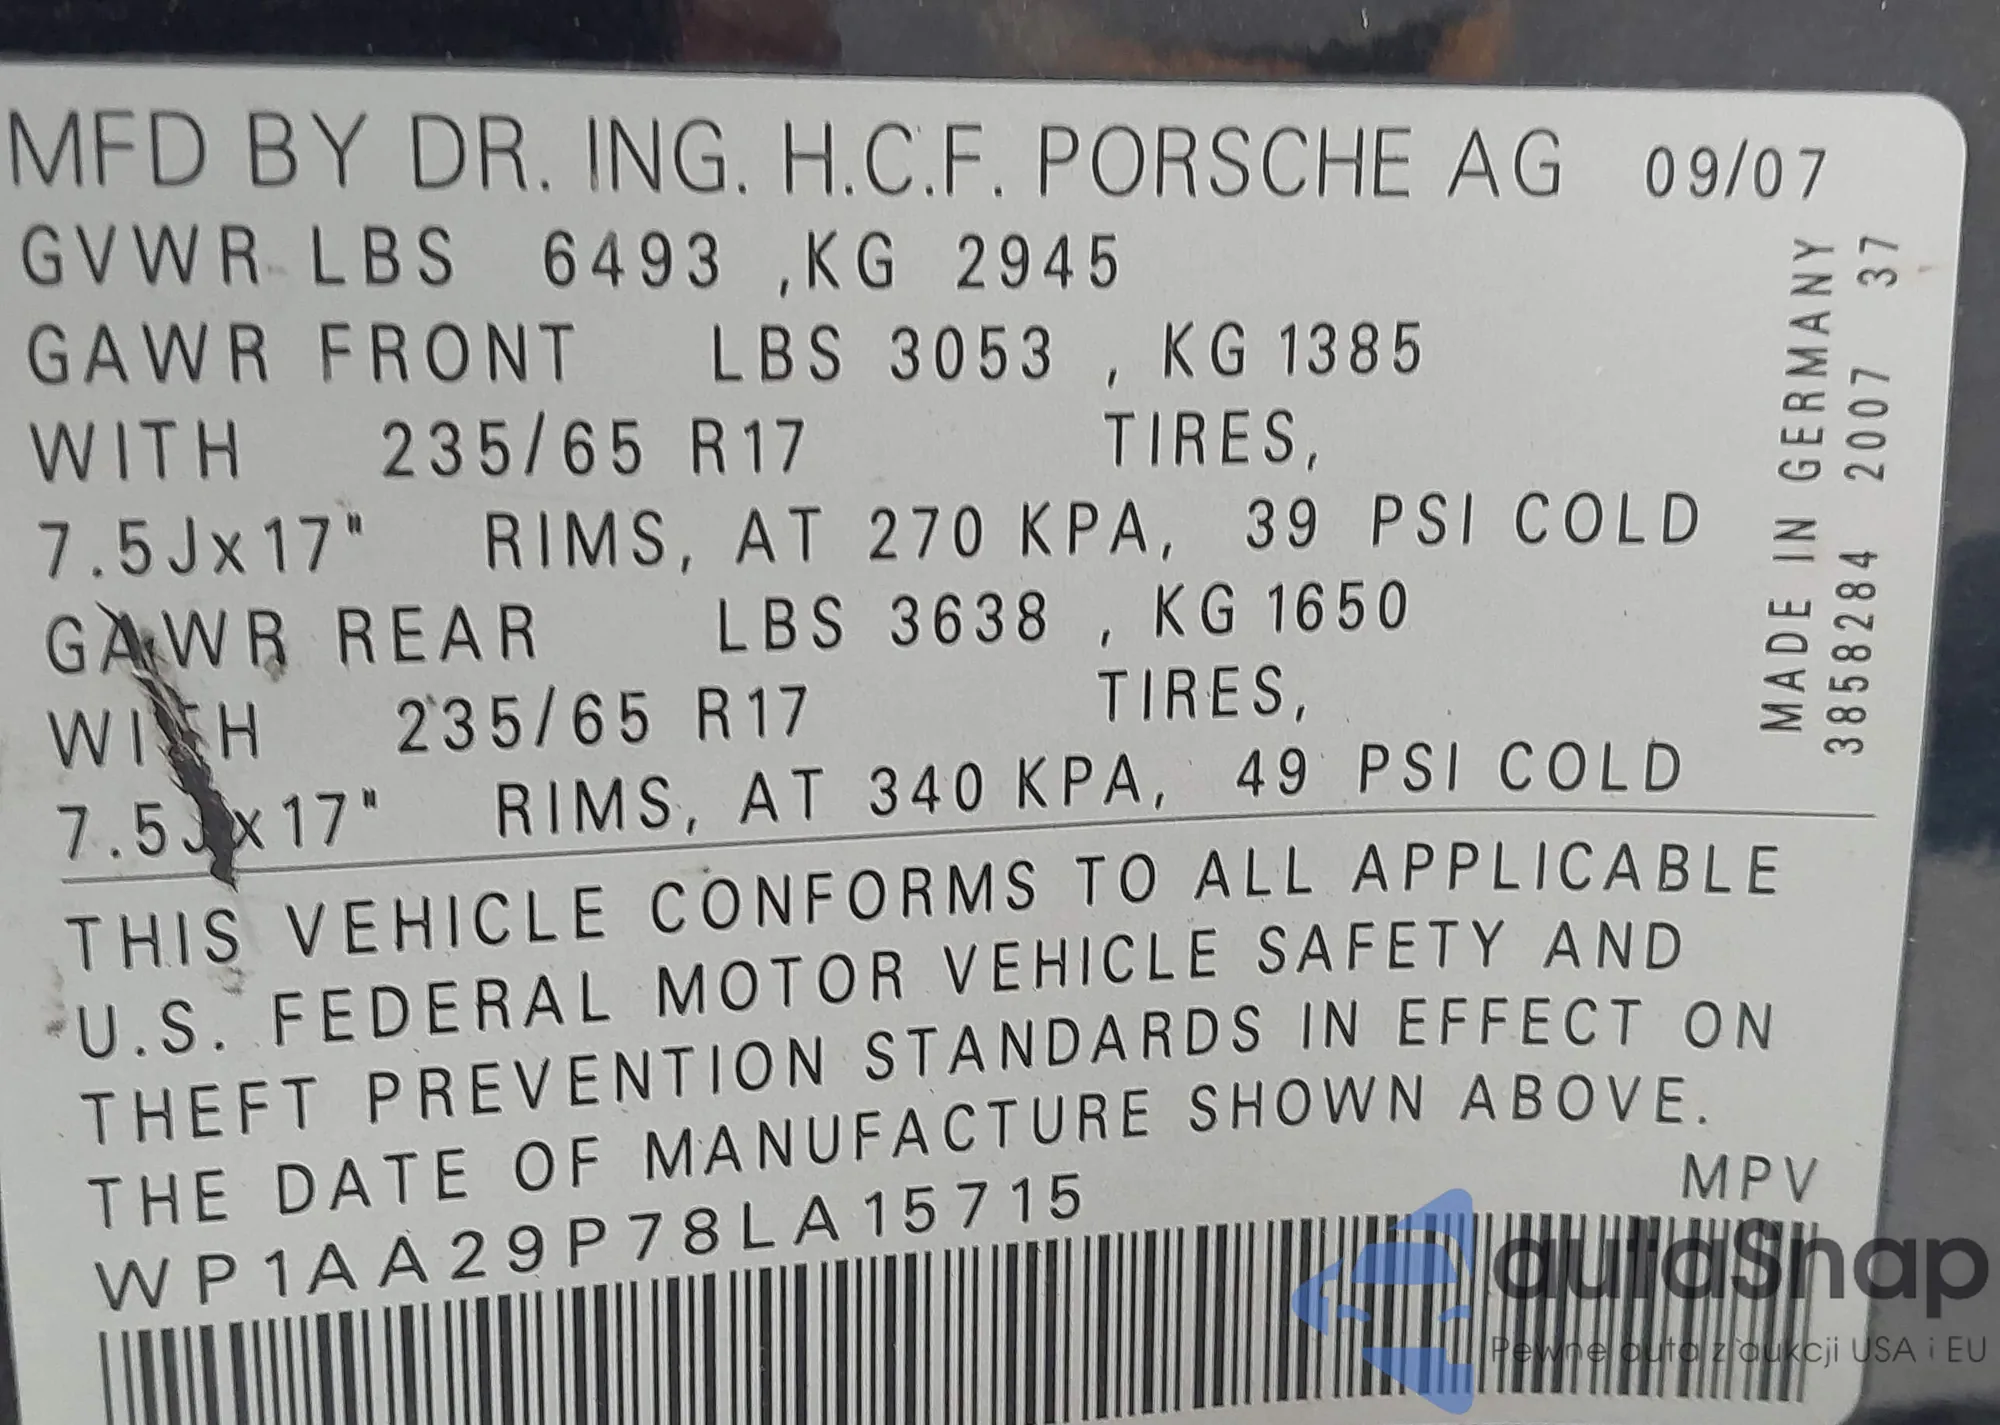 MFD BY DR. ING. H.C.F. PORSCHE AG 09/07
GVWR LBS 6493 ,KG 2945
GAWR FRONT LBS 3053 , KG 1385
WITH 235/65 R17 TIRES,
7.5Jx17" RIMS, AT 270 KPA, 39 PSI COLD
GAWR REAR LBS 3638 , KG 1650
WITH 235/65 R17 TIRES,
7.5Jx17" RIMS, AT 340 KPA, 49 PSI COLD
MADE IN GERMANY
3858284 2007 37
THIS VEHICLE CONFORMS TO ALL APPLICABLE
U.S. FEDERAL MOTOR VEHICLE SAFETY AND
THEFT PREVENTION STANDARDS IN EFFECT ON
THE DATE OF MANUFACTURE SHOWN ABOVE.
WP1AA29P78LA15715 MPV
autaSnap
Pewne auta z aukcji USA i EU